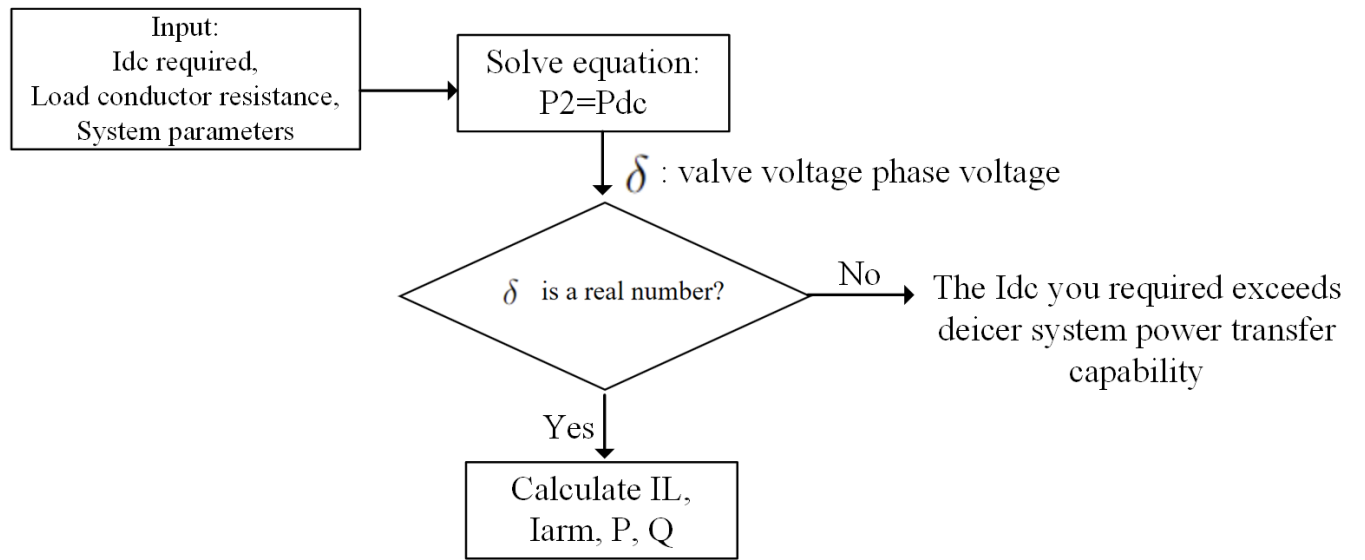 Input:
Idc required,
Load conductor resistance,
System parameters
Solve equation:
P2=Pdc
δ : valve voltage phase voltage
δ is a real number?
No
The Idc you required exceeds
deicer system power transfer
capability
Yes
Calculate IL,
Iarm, P, Q